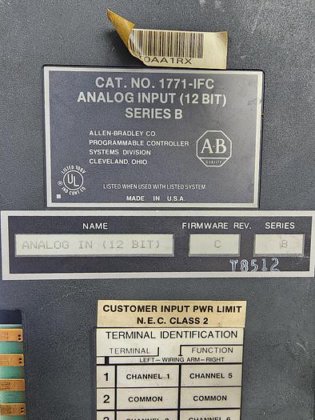 0AA1RX
CAT. NO. 1771-IFC
ANALOG INPUT (12 BIT)
SERIES B
ALLEN-BRADLEY CO.
PROGRAMMABLE CONTROLLER
SYSTEMS DIVISION
CLEVELAND, OHIO
A-B
QUALITY
UL
LISTED WHEN USED WITH LISTED SYSTEM
MADE IN U.S.A.
NAME FIRMWARE REV. SERIES
ANALOG IN (12 BIT) C B
T8512
CUSTOMER INPUT PWR LIMIT
N.E.C. CLASS 2
TERMINAL IDENTIFICATION
TERMINAL FUNCTION
LEFT-WIRING ARM-RIGHT
1 CHANNEL 1 CHANNEL 5
2 COMMON COMMON